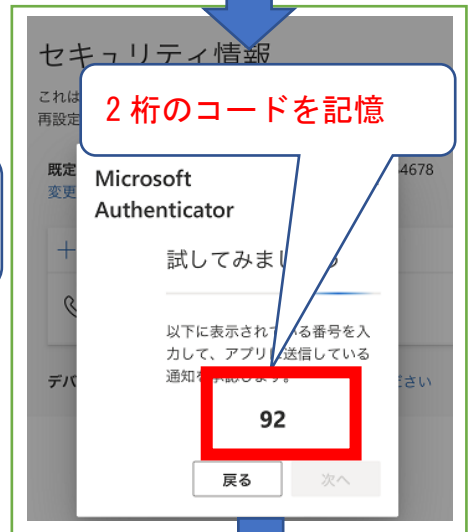 セキュリティ情報
2桁のコードを記憶
これは
再設定
既定
4678
変更
Microsoft
Authenticator
試してみまし
以下に表示されている番号を入
力して、アプリに送信している
通知を承認します。
デバ
ださい
92
戻る
次へ